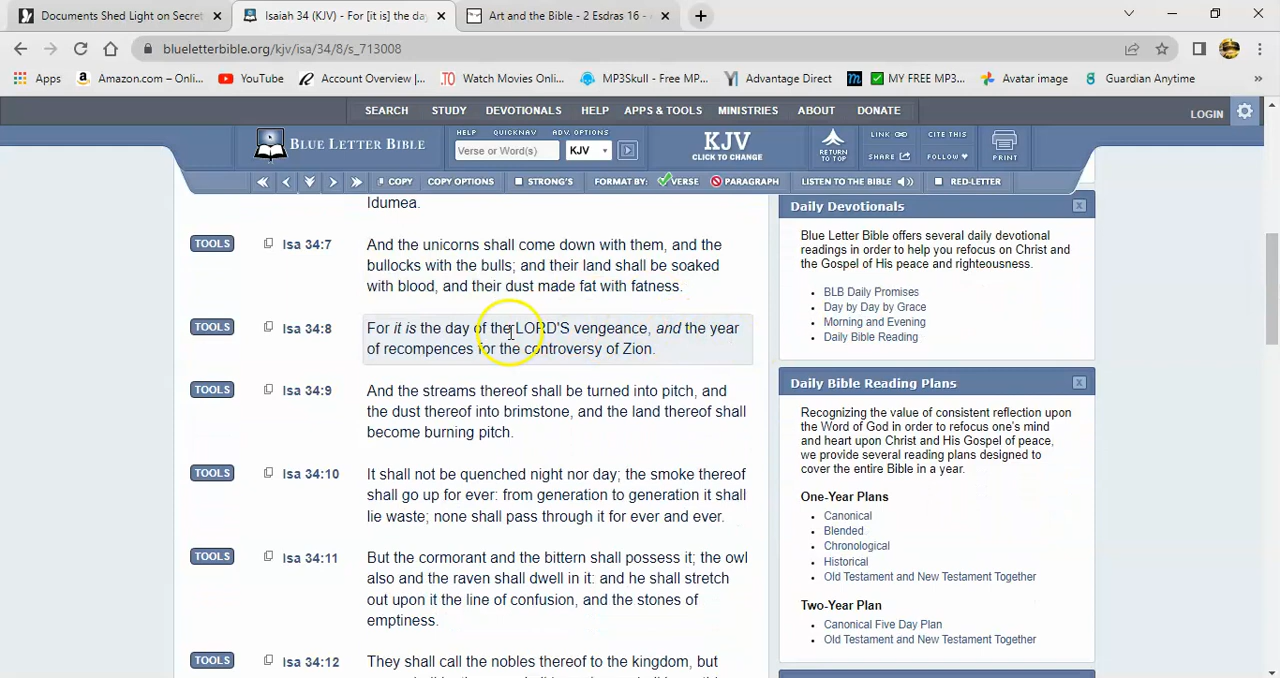 Documents Shed Light on Secret
Isaiah 34 (KJV) - For [it is] the day
Art and the Bible - 2 Esdras 16 -
blueletterbible.org/kjv/isa/34/8/s_713008
Apps
Amazon.com – Onli...
YouTube
Account Overview |...
TO Watch Movies Onl...
MP3Skull - Free MP...
Advantage Direct
MY FREE MP3...
Avatar image
Guardian Anytime
»
SEARCH STUDY DEVOTIONALS HELP APPS & TOOLS MINISTRIES ABOUT DONATE
LOGIN
BLUE LETTER BIBLE
HELP QUICKNAV ADV. OPTIONS
Verse or Word(s)
KJV
KJV
CLICK TO CHANGE
RETURN
TO TOP
LINK
CITE THIS
SHARE
FOLLOW
PRINT
COPY COPY OPTIONS STRONG'S FORMAT BY: VERSE PARAGRAPH LISTEN TO THE BIBLE RED-LETTER
Idumea.
TOOLS Isa 34:7 And the unicorns shall come down with them, and the
bullocks with the bulls; and their land shall be soaked
with blood, and their dust made fat with fatness.
TOOLS Isa 34:8 For it is the day of the LORD'S vengeance, and the year
of recompences for the controversy of Zion.
TOOLS Isa 34:9 And the streams thereof shall be turned into pitch, and
the dust thereof into brimstone, and the land thereof shall
become burning pitch.
TOOLS Isa 34:10 It shall not be quenched night nor day; the smoke thereof
shall go up for ever: from generation to generation it shall
lie waste; none shall pass through it for ever and ever.
TOOLS Isa 34:11 But the cormorant and the bittern shall possess it; the owl
also and the raven shall dwell in it: and he shall stretch
out upon it the line of confusion, and the stones of
emptiness.
TOOLS Isa 34:12 They shall call the nobles thereof to the kingdom, but
Daily Devotionals
X
Blue Letter Bible offers several daily devotional
readings in order to help you refocus on Christ and
the Gospel of His peace and righteousness.
BLB Daily Promises
Day by Day by Grace
Morning and Evening
Daily Bible Reading
Daily Bible Reading Plans
X
Recognizing the value of consistent reflection upon
the Word of God in order to refocus one's mind
and heart upon Christ and His Gospel of peace,
we provide several reading plans designed to
cover the entire Bible in a year.
One-Year Plans
Canonical
Blended
Chronological
Historical
Old Testament and New Testament Together
Two-Year Plan
Canonical Five Day Plan
Old Testament and New Testament Together